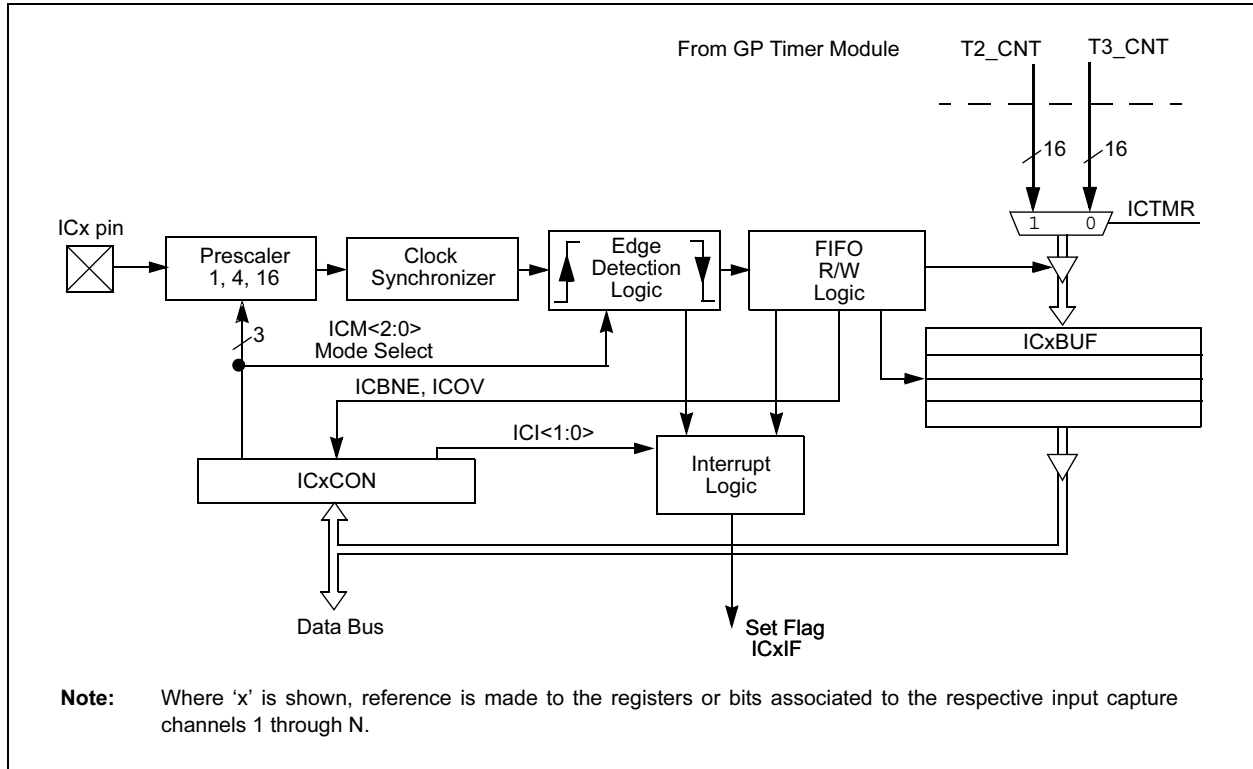 From GP Timer Module
T2_CNT
T3_CNT
16
16
1
0
ICTMR
ICx pin
Prescaler
1, 4, 16
Clock
Synchronizer
Edge
Detection
Logic
FIFO
R/W
Logic
3
ICM<2:0>
Mode Select
ICxBUF
ICBNE, ICOV
ICI<1:0>
Interrupt
Logic
ICxCON
Data Bus
Set Flag
ICxIF
Note: Where ‘x’ is shown, reference is made to the registers or bits associated to the respective input capture
channels 1 through N.